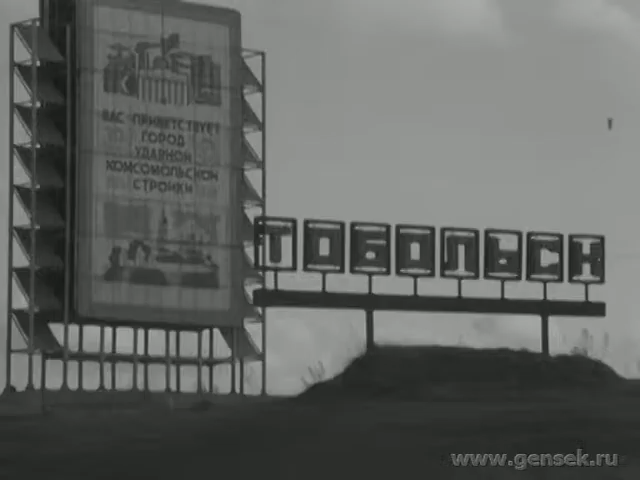 ВАС ПРИВЕТСТВУЕТ
ГОРОД
УДАРНОЙ
КОМСОМОЛЬСКОЙ
СТРОЙКИ
ТОБОЛЬСК
www.gensek.ru